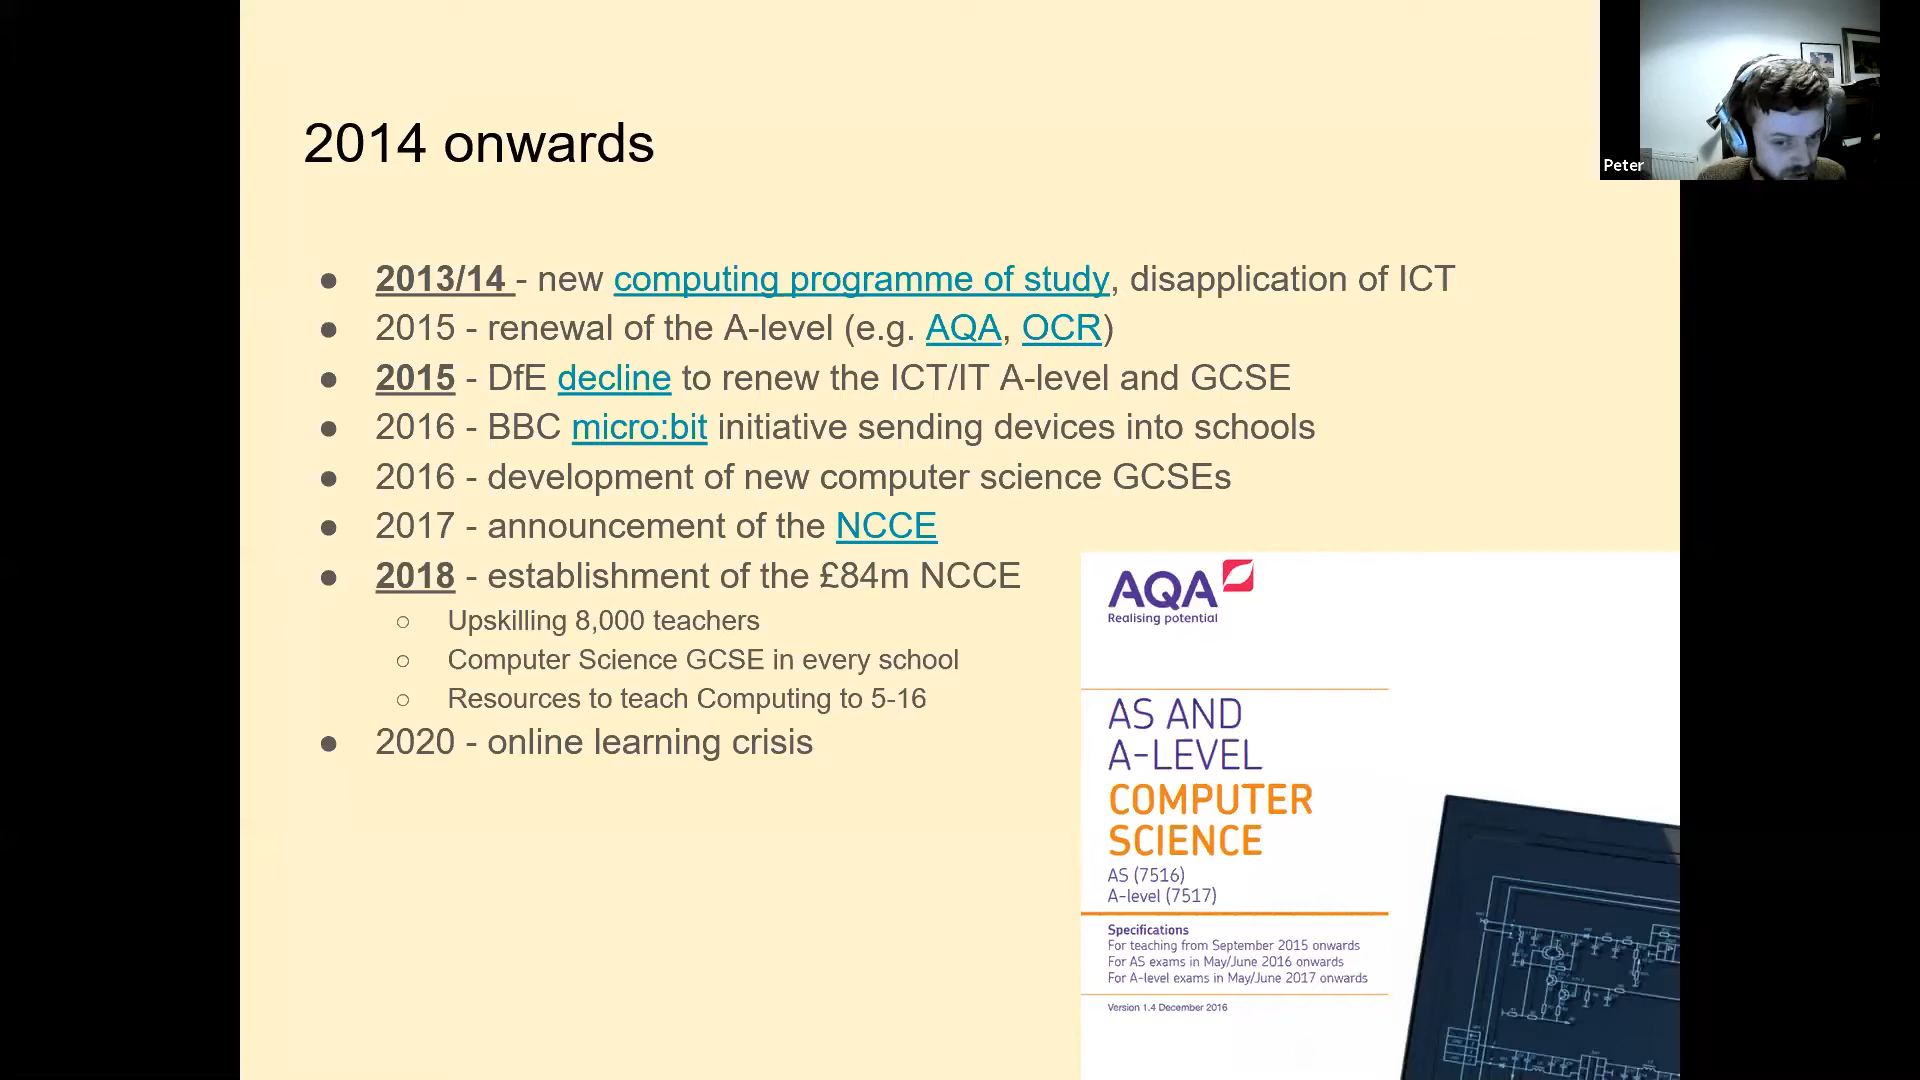 Peter
2014 onwards
● 2013/14 - new computing programme of study, disapplication of ICT
● 2015 - renewal of the A-level (e.g. AQA, OCR)
● 2015 - DfE decline to renew the ICT/IT A-level and GCSE
● 2016 - BBC micro:bit initiative sending devices into schools
● 2016 - development of new computer science GCSEs
● 2017 - announcement of the NCCE
● 2018 - establishment of the £84m NCCE
○ Upskilling 8,000 teachers
○ Computer Science GCSE in every school
○ Resources to teach Computing to 5-16
● 2020 - online learning crisis
AQA
Realising potential
AS AND
A-LEVEL
COMPUTER
SCIENCE
AS (7516)
A-level (7517)
Specifications
For teaching from September 2015 onwards
For AS exams in May/June 2016 onwards
For A-level exams in May/June 2017 onwards
Version 1.4 December 2016